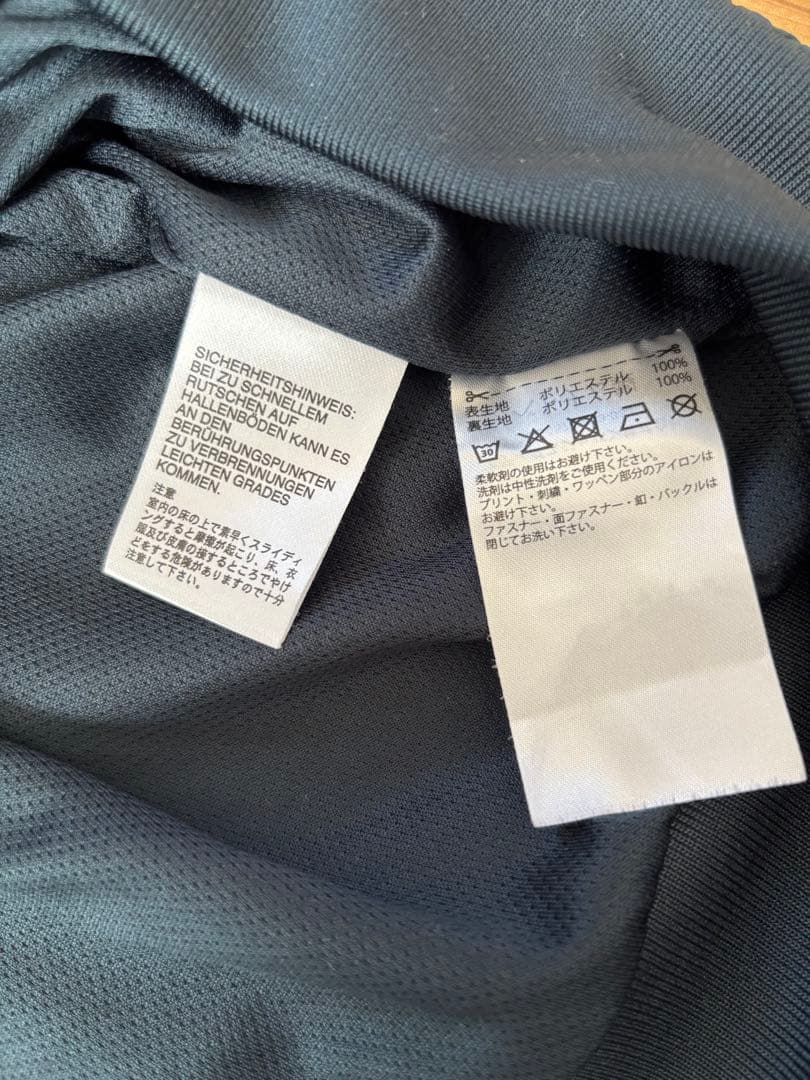 SICHERHEITSHINWEIS:
BEI ZU SCHNELLEM
RUTSCHEN AUF
HALLENBÖDEN KANN ES
AN DEN
BERÜHRUNGSPUNKTEN
ZU VERBRENNUNGEN
LEICHTEN GRADES
KOMMEN.
注意
室内の床の上で素早くスライディ
ングすると摩擦が起こり、床、衣
服及び皮膚の接するところでやけ
どをする危険がありますので十分
注意して下さい。
表生地 ポリエステル 100%
裏生地 ポリエステル 100%
30
柔軟剤の使用はお避け下さい。
洗剤は中性洗剤をご使用ください。
プリント・刺繍・ワッペン部分のアイロンは
お避け下さい。
ファスナー・面ファスナー・釦・バックルは
閉じてお洗い下さい。